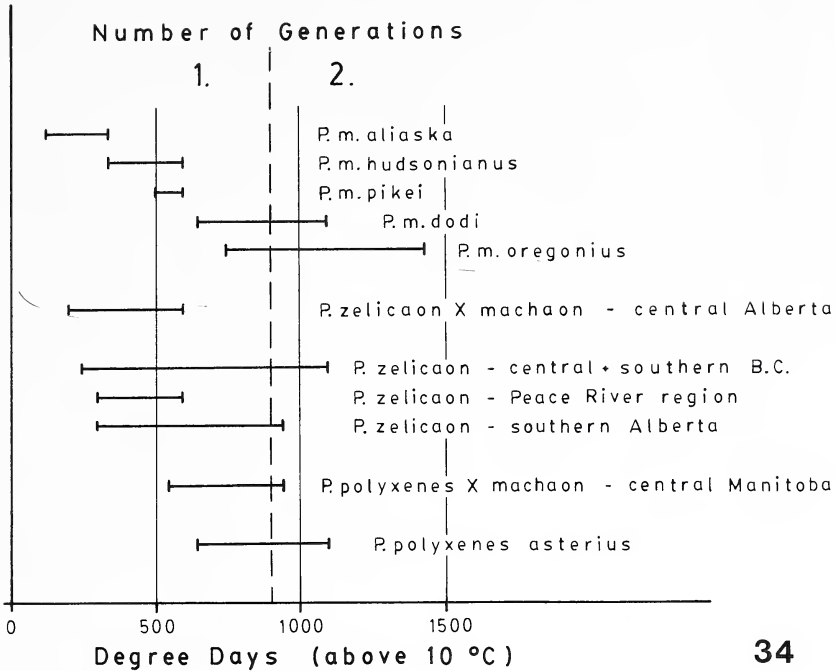 Number of Generations
1. 2.
P. m. aliaska
P. m. hudsonianus
P. m. pikei
P. m. dodi
P. m. oregonius
P. zelicaon X machaon - central Alberta
P. zelicaon - central + southern B.C.
P. zelicaon - Peace River region
P. zelicaon - southern Alberta
P. polyxenes X machaon - central Manitoba
P. polyxenes asterius
0 500 1000 1500
Degree Days (above 10 °C)
34